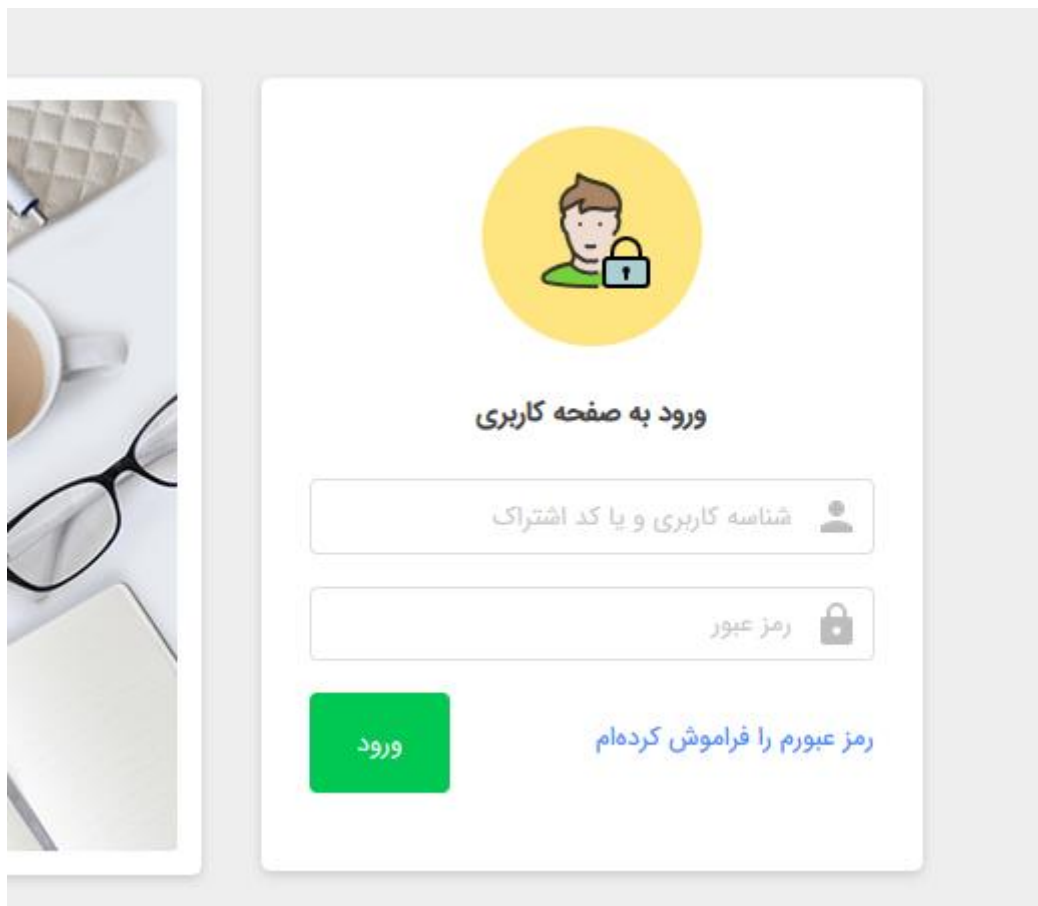 ورود به صفحه کاربری
شناسه کاربری و یا کد اشتراک
رمز عبور
رمز عبورم را فراموش کرده‌ام
ورود